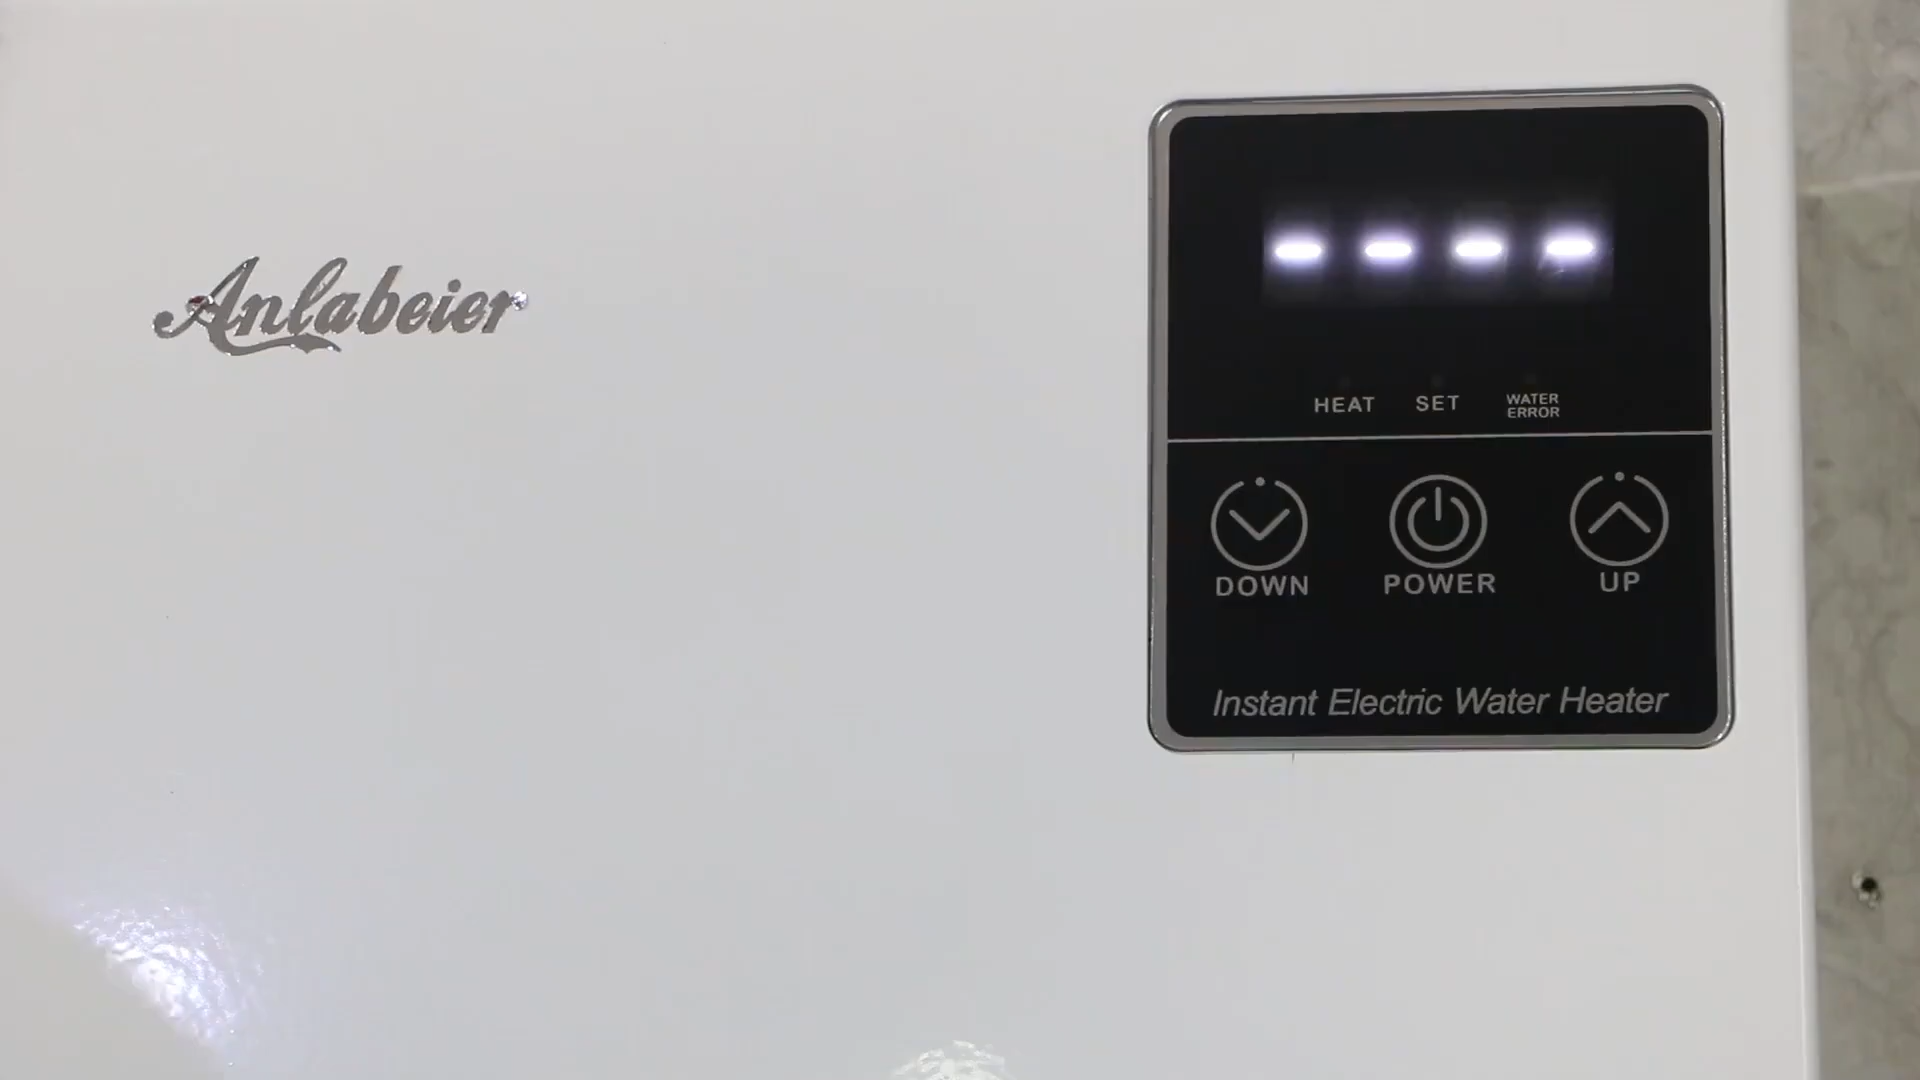 Anlabeier
- - - -
HEAT SET WATER ERROR
DOWN POWER UP
Instant Electric Water Heater